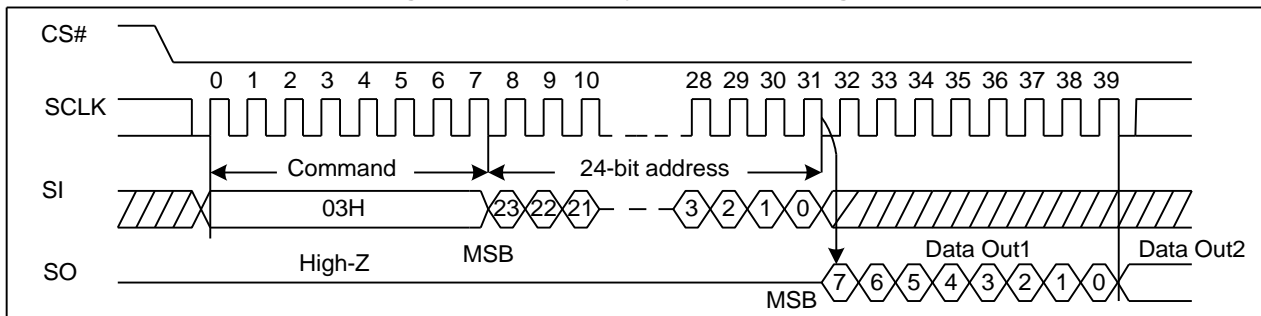 CS#
0 1 2 3 4 5 6 7 8 9 10 28 29 30 31 32 33 34 35 36 37 38 39
SCLK
Command 24-bit address
SI
03H 23 22 21 3 2 1 0
MSB Data Out1 Data Out2
High-Z
SO
7 6 5 4 3 2 1 0
MSB